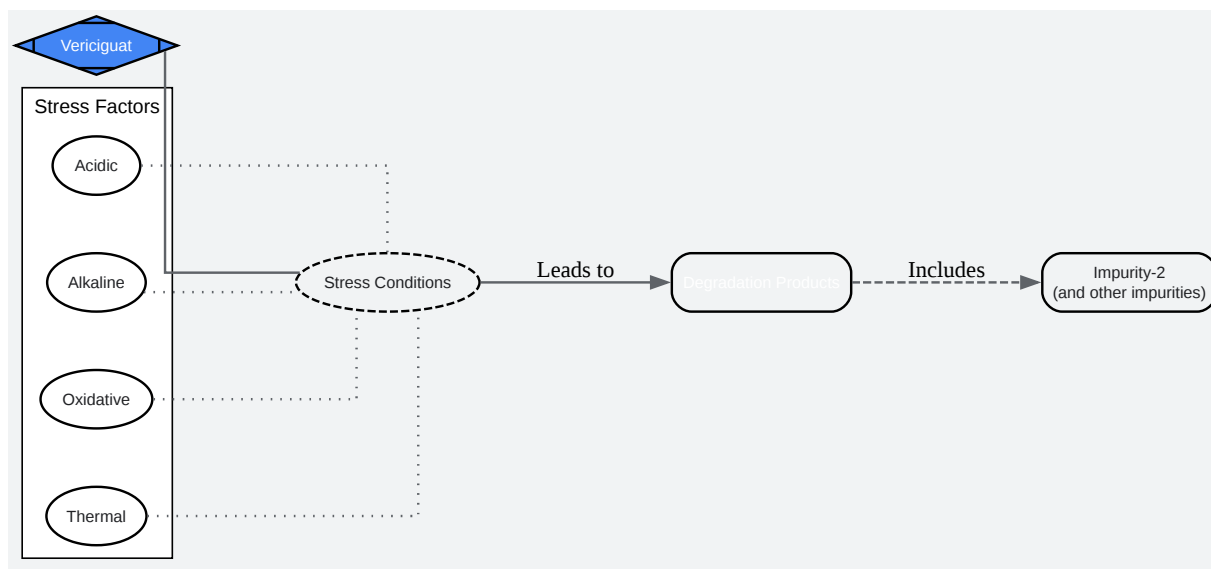 Vericiguat
Stress Factors
Acidic
Alkaline
Oxidative
Thermal
Stress Conditions
Leads to
Degradation Products
Includes
Impurity-2
(and other impurities)